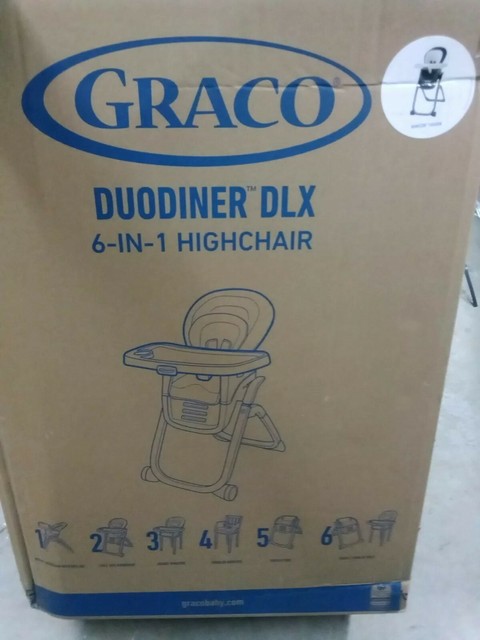 GRACO
DUODINER™ DLX
6-IN-1 HIGHCHAIR
1 2 3 4 5 6
gracobaby.com